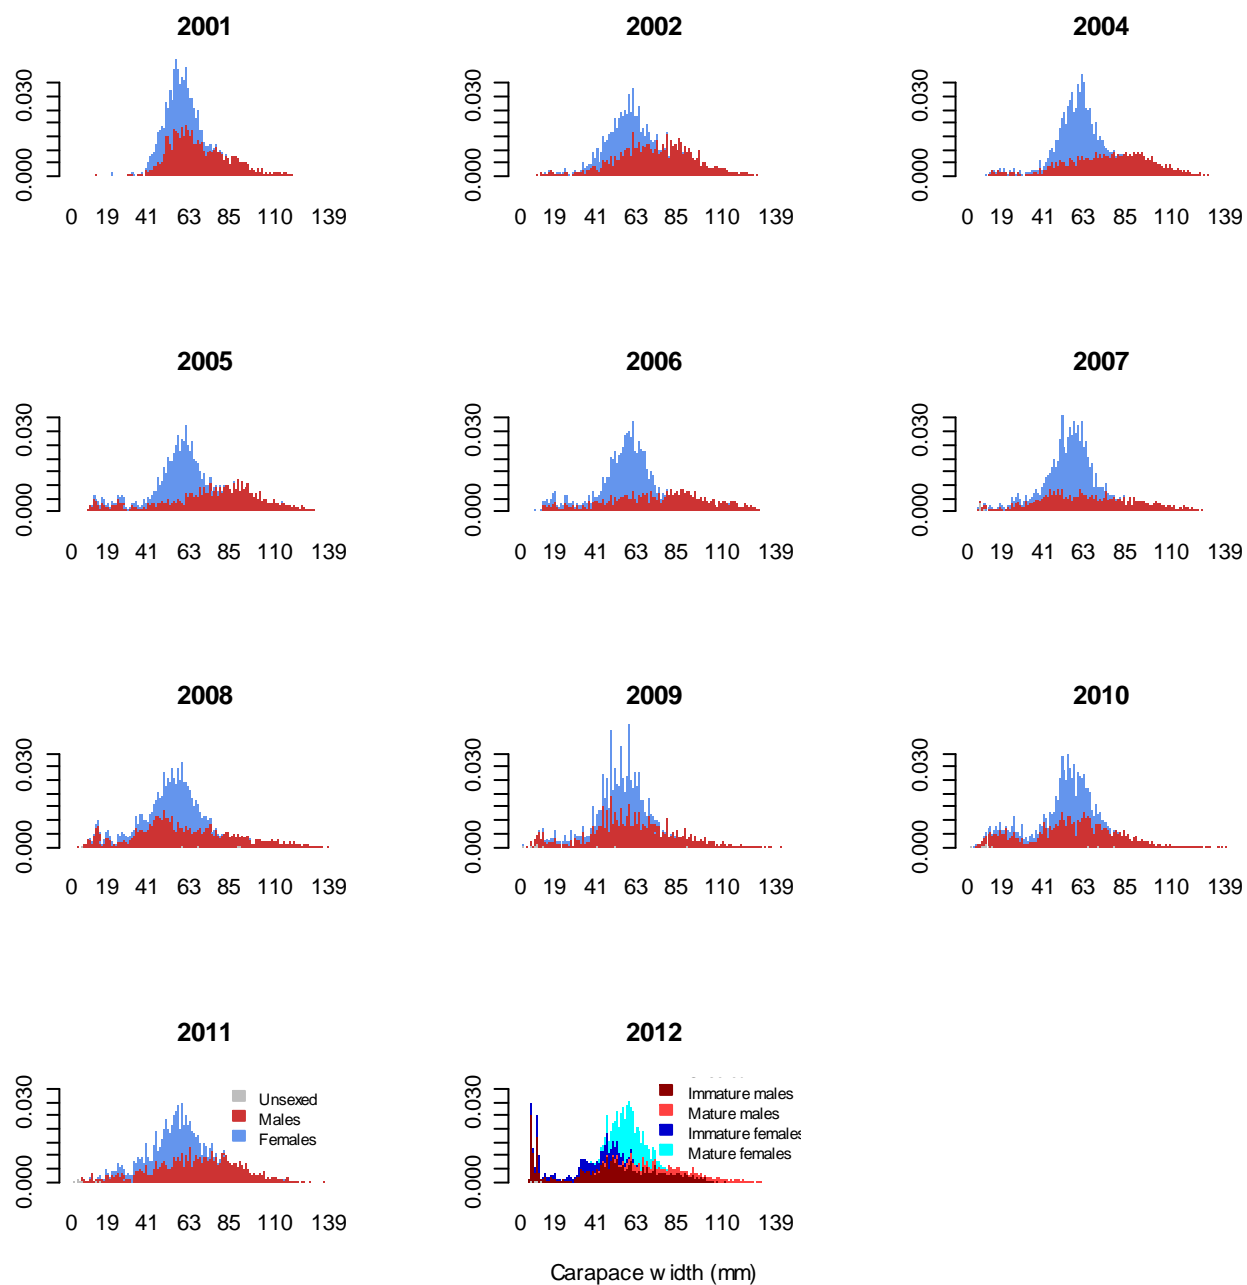 2001 2002 2004
0.000 0.030 0.000 0.030 0.000 0.030
0 19 41 63 85 110 139 0 19 41 63 85 110 139 0 19 41 63 85 110 139
2005 2006 2007
0.000 0.030 0.000 0.030 0.000 0.030
0 19 41 63 85 110 139 0 19 41 63 85 110 139 0 19 41 63 85 110 139
2008 2009 2010
0.000 0.030 0.000 0.030 0.000 0.030
0 19 41 63 85 110 139 0 19 41 63 85 110 139 0 19 41 63 85 110 139
2011 2012
0.000 0.030 0.000 0.030
Unsexed
Males
Females
Immature males
Mature males
Immature females
Mature females
0 19 41 63 85 110 139 0 19 41 63 85 110 139
Carapace width (mm)